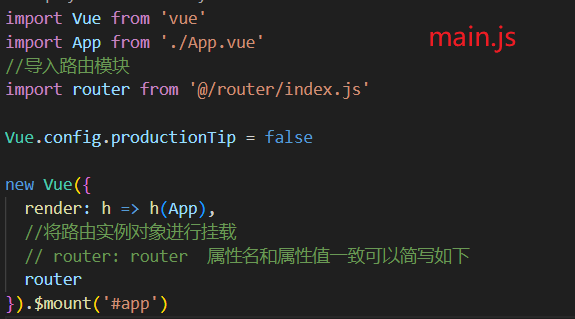 import Vue from 'vue'
main.js
import App from './App.vue'
//导入路由模块
import router from '@/router/index.js'
Vue.config.productionTip = false
new Vue({
render: h => h(App),
//将路由实例对象进行挂载
// router: router  属性名和属性值一致可以简写如下
router
}).$mount('#app')